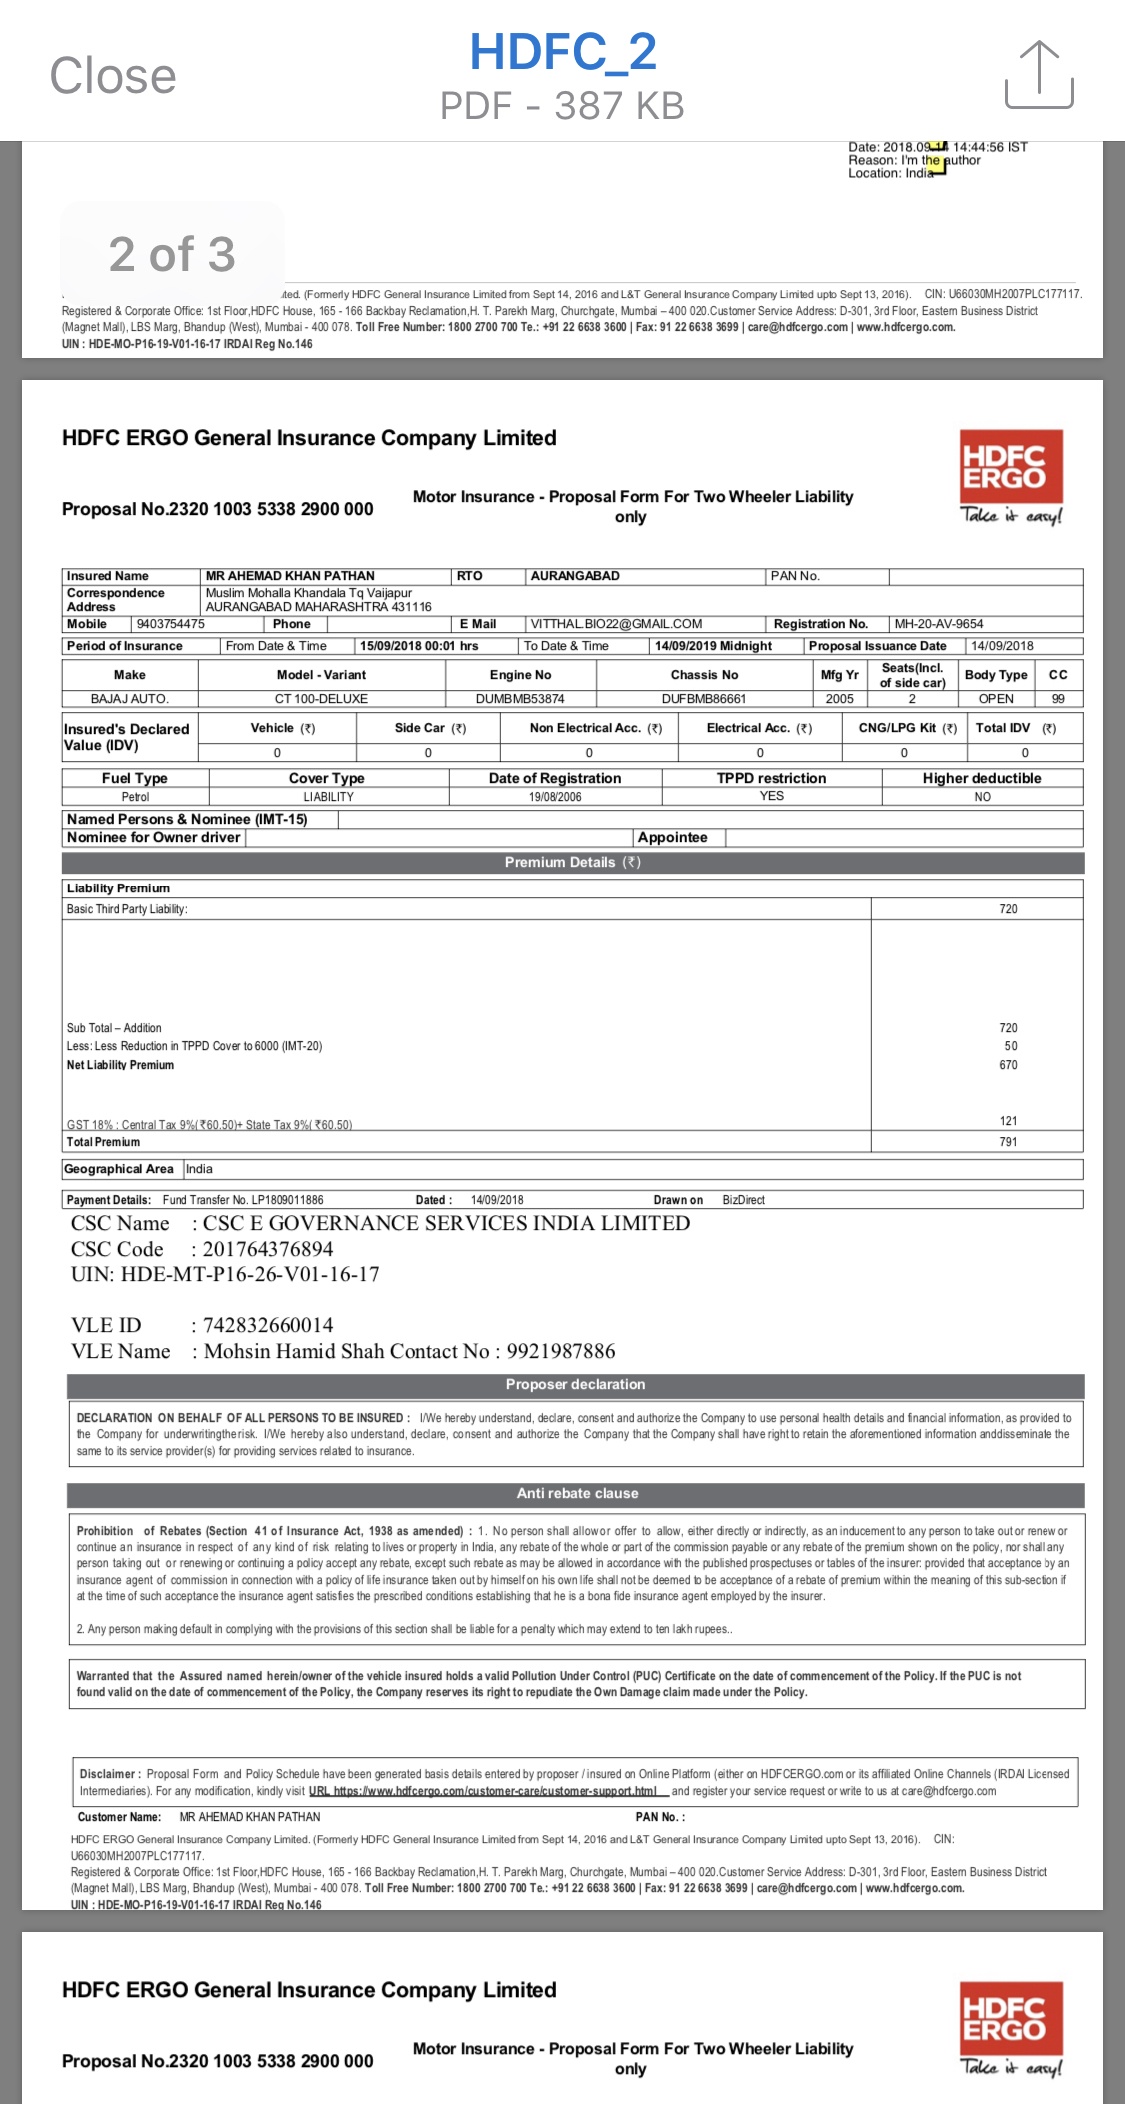 Close
HDFC_2
PDF - 387 KB
Date: 2018.09.14 14:44:56 IST
Reason: I'm the author
Location: India
2 of 3
ted. (Formerly HDFC General Insurance Limited from Sept 14, 2016 and L&T General Insurance Company Limited upto Sept 13, 2016). CIN: U66030MH2007PLC177117.
Registered & Corporate Office: 1st Floor,HDFC House, 165 - 166 Backbay Reclamation,H. T. Parekh Marg, Churchgate, Mumbai – 400 020.Customer Service Address: D-301, 3rd Floor, Eastern Business District
(Magnet Mall), LBS Marg, Bhandup (West), Mumbai - 400 078. Toll Free Number: 1800 2700 700 Te.: +91 22 6638 3600 | Fax: 91 22 6638 3699 | care@hdfcergo.com | www.hdfcergo.com.
UIN : HDE-MO-P16-19-V01-16-17 IRDAI Reg No.146
HDFC ERGO General Insurance Company Limited
HDFC
ERGO
Take it easy!
Proposal No.2320 1003 5338 2900 000
Motor Insurance - Proposal Form For Two Wheeler Liability
only
Insured Name MR AHEMAD KHAN PATHAN RTO AURANGABAD PAN No.
Correspondence Address Muslim Mohalla Khandala Tq Vaijapur
AURANGABAD MAHARASHTRA 431116
Mobile 9403754475 Phone E Mail VITTHAL.BIO22@GMAIL.COM Registration No. MH-20-AV-9654
Period of Insurance From Date & Time 15/09/2018 00:01 hrs To Date & Time 14/09/2019 Midnight Proposal Issuance Date 14/09/2018
Make Model - Variant Engine No Chassis No Mfg Yr Seats(Incl. of side car) Body Type CC
BAJAJ AUTO. CT 100-DELUXE DUMBMB53874 DUFBMB86661 2005 2 OPEN 99
Insured's Declared Value (IDV) Vehicle (₹) Side Car (₹) Non Electrical Acc. (₹) Electrical Acc. (₹) CNG/LPG Kit (₹) Total IDV (₹)
0 0 0 0 0 0
Fuel Type Cover Type Date of Registration TPPD restriction Higher deductible
Petrol LIABILITY 19/08/2006 YES NO
Named Persons & Nominee (IMT-15)
Nominee for Owner driver Appointee
Premium Details (₹)
Liability Premium
Basic Third Party Liability: 720
Sub Total – Addition 720
Less: Less Reduction in TPPD Cover to 6000 (IMT-20) 50
Net Liability Premium 670
GST 18% : Central Tax 9%(₹60.50)+ State Tax 9%( ₹60.50) 121
Total Premium 791
Geographical Area India
Payment Details: Fund Transfer No. LP1809011886 Dated : 14/09/2018 Drawn on BizDirect
CSC Name : CSC E GOVERNANCE SERVICES INDIA LIMITED
CSC Code : 201764376894
UIN: HDE-MT-P16-26-V01-16-17
VLE ID : 742832660014
VLE Name : Mohsin Hamid Shah Contact No : 9921987886
Proposer declaration
DECLARATION ON BEHALF OF ALL PERSONS TO BE INSURED : I/We hereby understand, declare, consent and authorize the Company to use personal health details and financial information, as provided to
the Company for underwritingtherisk. I/We hereby also understand, declare, consent and authorize the Company that the Company shall have right to retain the aforementioned information anddisseminate the
same to its service provider(s) for providing services related to insurance.
Anti rebate clause
Prohibition of Rebates (Section 41 of Insurance Act, 1938 as amended) : 1. No person shall allowor offer to allow, either directly or indirectly, as an inducement to any person to take out or renew or
continue an insurance in respect of any kind of risk relating to lives or property in India, any rebate of the whole or part of the commission payable or any rebate of the premium shown on the policy, nor shall any
person taking out or renewing or continuing a policy accept any rebate, except such rebate as may be allowed in accordance with the published prospectuses or tables of the insurer: provided that acceptance by an
insurance agent of commission in connection with a policy of life insurance taken out by himself on his own life shall not be deemed to be acceptance of a rebate of premium within the meaning of this sub-section if
at the time of such acceptance the insurance agent satisfies the prescribed conditions establishing that he is a bona fide insurance agent employed by the insurer.
2. Any person making default in complying with the provisions of this section shall be liable for a penalty which may extend to ten lakh rupees..
Warranted that the Assured named herein/owner of the vehicle insured holds a valid Pollution Under Control (PUC) Certificate on the date of commencement of the Policy. If the PUC is not
found valid on the date of commencement of the Policy, the Company reserves its right to repudiate the Own Damage claim made under the Policy.
Disclaimer : Proposal Form and Policy Schedule have been generated basis details entered by proposer / insured on Online Platform (either on HDFCERGO.com or its affiliated Online Channels (IRDAI Licensed
Intermediaries). For any modification, kindly visit URL https://www.hdfcergo.com/customer-care/customer-support.html and register your service request or write to us at care@hdfcergo.com
Customer Name: MR AHEMAD KHAN PATHAN PAN No. :
HDFC ERGO General Insurance Company Limited. (Formerly HDFC General Insurance Limited from Sept 14, 2016 and L&T General Insurance Company Limited upto Sept 13, 2016). CIN:
U66030MH2007PLC177117.
Registered & Corporate Office: 1st Floor,HDFC House, 165 - 166 Backbay Reclamation,H. T. Parekh Marg, Churchgate, Mumbai – 400 020.Customer Service Address: D-301, 3rd Floor, Eastern Business District
(Magnet Mall), LBS Marg, Bhandup (West), Mumbai - 400 078. Toll Free Number: 1800 2700 700 Te.: +91 22 6638 3600 | Fax: 91 22 6638 3699 | care@hdfcergo.com | www.hdfcergo.com.
UIN : HDE-MO-P16-19-V01-16-17 IRDAI Reg No.146
HDFC ERGO General Insurance Company Limited
HDFC
ERGO
Take it easy!
Proposal No.2320 1003 5338 2900 000
Motor Insurance - Proposal Form For Two Wheeler Liability
only